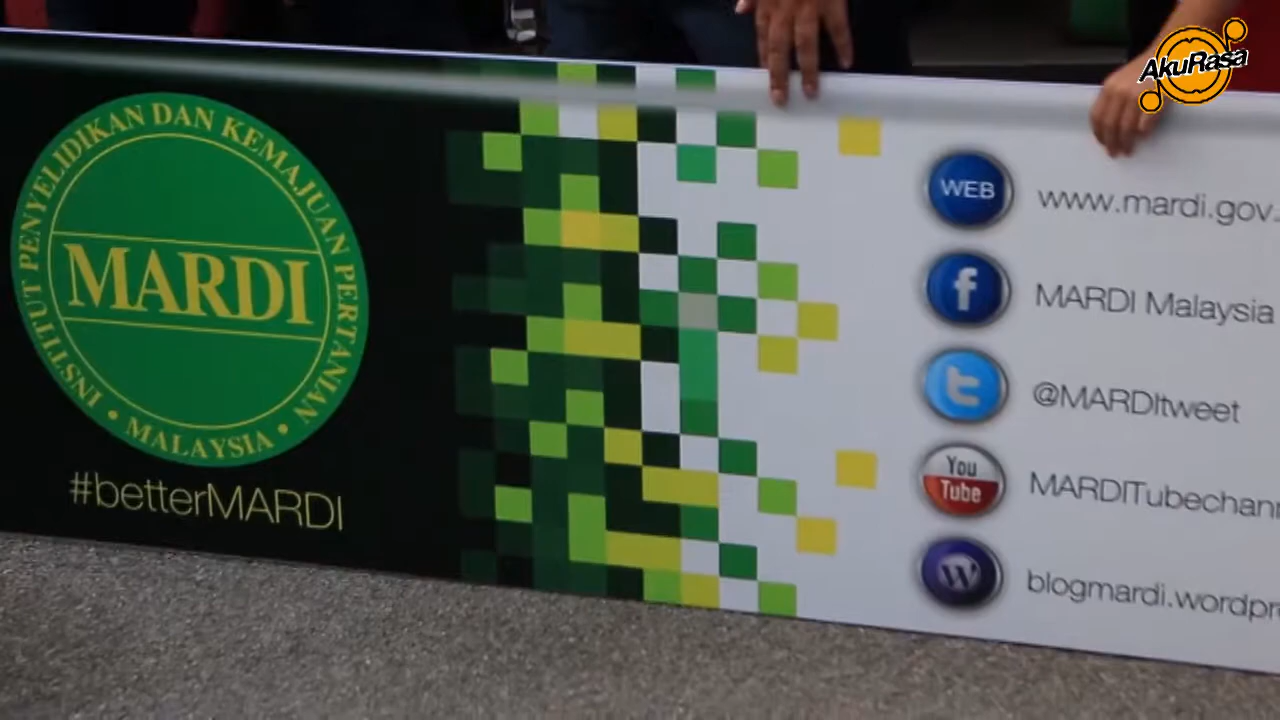 AkuRasa
INSTITUT PENYELIDIKAN DAN KEMAJUAN PERTANIAN
MARDI
• MALAYSIA •
#betterMARDI
WEB www.mardi.gov.
f MARDI Malaysia
t @MARDItweet
You
Tube MARDITubechann
W blogmardi.wordpr